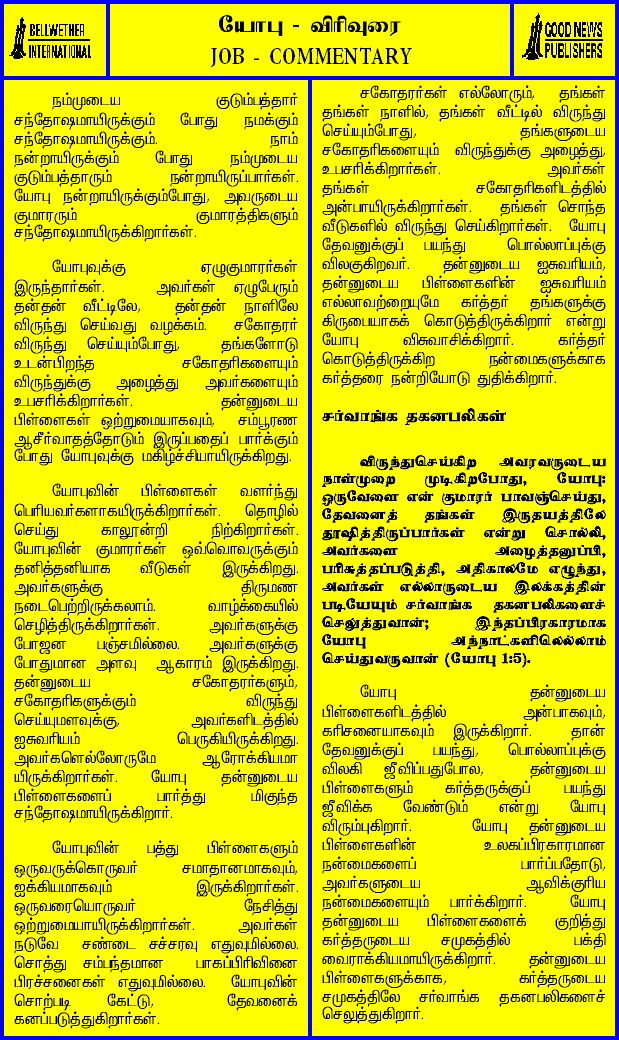 BELLWETHER
INTERNATIONAL
யோபு - விரிவுரை
JOB - COMMENTARY
GOOD NEWS
PUBLISHERS
நம்முடைய குடும்பத்தார்
சந்தோஷமாயிருக்கும் போது நமக்கும்
சந்தோஷமாயிருக்கும். நாம்
நன்றாயிருக்கும் போது நம்முடைய
குடும்பத்தாரும் நன்றாயிருப்பார்கள்.
யோபு நன்றாயிருக்கும்போது, அவருடைய
குமாரரும் குமாரத்திகளும்
சந்தோஷமாயிருக்கிறார்கள்.
யோபுவுக்கு ஏழுகுமாரர்கள்
இருந்தார்கள். அவர்கள் ஏழுபேரும்
தன்தன் வீட்டிலே, தன்தன் நாளிலே
விருந்து செய்வது வழக்கம். சகோதரர்
விருந்து செய்யும்போது, தங்களோடு
உடன்பிறந்த சகோதரிகளையும்
விருந்துக்கு அழைத்து அவர்களையும்
உபசரிக்கிறார்கள். தன்னுடைய
பிள்ளைகள் ஒற்றுமையாகவும், சம்பூரண
ஆசீர்வாதத்தோடும் இருப்பதைப் பார்க்கும்
போது யோபுவுக்கு மகிழ்ச்சியாயிருக்கிறது.
யோபுவின் பிள்ளைகள் வளர்ந்து
பெரியவர்களாகயிருக்கிறார்கள். தொழில்
செய்து காலூன்றி நிற்கிறார்கள்.
யோபுவின் குமாரர்கள் ஒவ்வொவருக்கும்
தனித்தனியாக வீடுகள் இருக்கிறது.
அவர்களுக்கு திருமண
நடைபெற்றிருக்கலாம். வாழ்க்கையில்
செழித்திருக்கிறார்கள். அவர்களுக்கு
போஜன பஞ்சமில்லை. அவர்களுக்கு
போதுமான அளவு ஆகாரம் இருக்கிறது.
தன்னுடைய சகோதரர்களும்,
சகோதரிகளுக்கும் விருந்து
செய்யுமளவுக்கு, அவர்களிடத்தில்
ஐசுவரியம் பெருகியிருக்கிறது.
அவர்களெல்லோருமே ஆரோக்கியமா
யிருக்கிறார்கள். யோபு தன்னுடைய
பிள்ளைகளைப் பார்த்து மிகுந்த
சந்தோஷமாயிருக்கிறார்.
யோபுவின் பத்து பிள்ளைகளும்
ஒருவருக்கொருவர் சமாதானமாகவும்,
ஐக்கியமாகவும் இருக்கிறார்கள்.
ஒருவரையொருவர் நேசித்து
ஒற்றுமையாயிருக்கிறார்கள். அவர்கள்
நடுவே சண்டை சச்சரவு எதுவுமில்லை.
சொத்து சம்பந்தமான பாகப்பிரிவினை
பிரச்சனைகள் எதுவுமில்லை. யோபுவின்
சொற்படி கேட்டு, தேவனைக்
கனப்படுத்துகிறார்கள்.
சகோதரர்கள் எல்லோரும், தங்கள்
தங்கள் நாளில், தங்கள் வீட்டில் விருந்து
செய்யும்போது, தங்களுடைய
சகோதரிகளையும் விருந்துக்கு அழைத்து,
உபசரிக்கிறார்கள். அவர்கள்
தங்கள் சகோதரிகளிடத்தில்
அன்பாயிருக்கிறார்கள். தங்கள் சொந்த
வீடுகளில் விருந்து செய்கிறார்கள். யோபு
தேவனுக்குப் பயந்து பொல்லாப்புக்கு
விலகுகிறவர். தன்னுடைய ஐசுவரியம்,
தன்னுடைய பிள்ளைகளின் ஐசுவரியம்
எல்லாவற்றையுமே கர்த்தர் தங்களுக்கு
கிருபையாகக் கொடுத்திருக்கிறார் என்று
யோபு விசுவாசிக்கிறார். கர்த்தர்
கொடுத்திருக்கிற நன்மைகளுக்காக
கர்த்தரை நன்றியோடு துதிக்கிறார்.
சர்வாங்க தகனபலிகள்
விருந்துசெய்கிற அவரவருடைய
நாள்முறை முடிகிறபோது, யோபு:
ஒருவேளை என் குமாரர் பாவஞ்செய்து,
தேவனைத் தங்கள் இருதயத்திலே
தூஷித்திருப்பார்கள் என்று சொல்லி,
அவர்களை அழைத்தனுப்பி,
பரிசுத்தப்படுத்தி, அதிகாலமே எழுந்து,
அவர்கள் எல்லாருடைய இலக்கத்தின்
படியேயும் சர்வாங்க தகனபலிகளைச்
செலுத்துவான்; இந்தப்பிரகாரமாக
யோபு அந்நாட்களிலெல்லாம்
செய்துவருவான் (யோபு 1:5).
யோபு தன்னுடைய
பிள்ளைகளிடத்தில் அன்பாகவும்,
கரிசனையாகவும் இருக்கிறார். தான்
தேவனுக்குப் பயந்து, பொல்லாப்புக்கு
விலகி ஜீவிப்பதுபோல, தன்னுடைய
பிள்ளைகளும் கர்த்தருக்குப் பயந்து
ஜீவிக்க வேண்டும் என்று யோபு
விரும்புகிறார். யோபு தன்னுடைய
பிள்ளைகளின் உலகப்பிரகாரமான
நன்மைகளைப் பார்ப்பதோடு,
அவர்களுடைய ஆவிக்குரிய
நன்மைகளையும் பார்க்கிறார். யோபு
தன்னுடைய பிள்ளைகளைக் குறித்து
கர்த்தருடைய சமுகத்தில் பக்தி
வைராக்கியமாயிருக்கிறார். தன்னுடைய
பிள்ளைகளுக்காக, கர்த்தருடைய
சமுகத்திலே சர்வாங்க தகனபலிகளைச்
செலுத்துகிறார்.